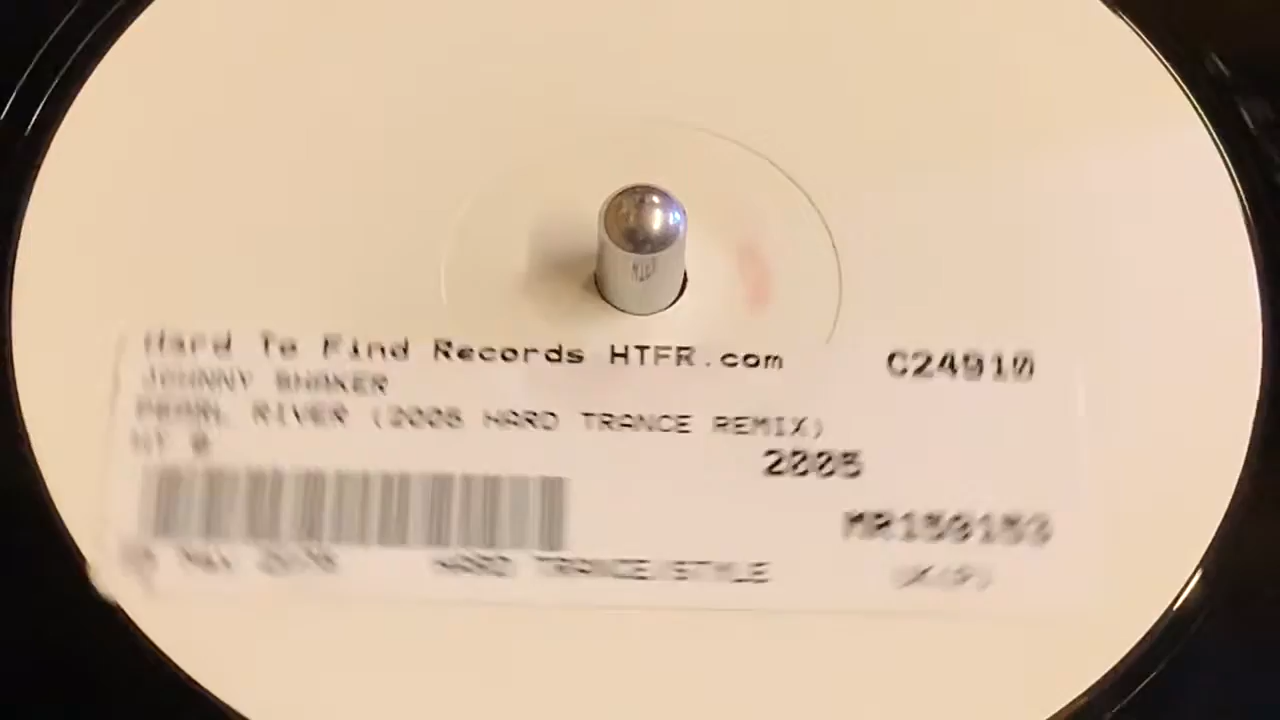 Hard To Find Records HTFR.com
C24910
JOHNNY SHAKER
PEARL RIVER (2005 HARD TRANCE REMIX)
2005
MR150153
HARD TRANCE/STYLE